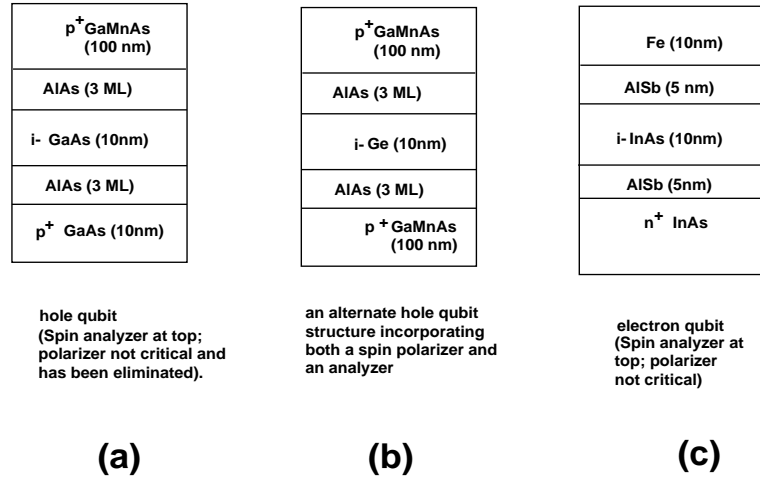 p+GaMnAs
(100 nm)
AlAs (3 ML)
i- GaAs (10nm)
AlAs (3 ML)
p+ GaAs (10nm)
hole qubit
(Spin analyzer at top;
polarizer not critical and
has been eliminated).
(a)
p+GaMnAs
(100 nm)
AlAs (3 ML)
i- Ge (10nm)
AlAs (3 ML)
p+GaMnAs
(100 nm)
an alternate hole qubit
structure incorporating
both a spin polarizer and
an analyzer
(b)
Fe (10nm)
AlSb (5 nm)
i- InAs (10nm)
AlSb (5nm)
n+ InAs
electron qubit
(Spin analyzer at
top; polarizer
not critical)
(c)